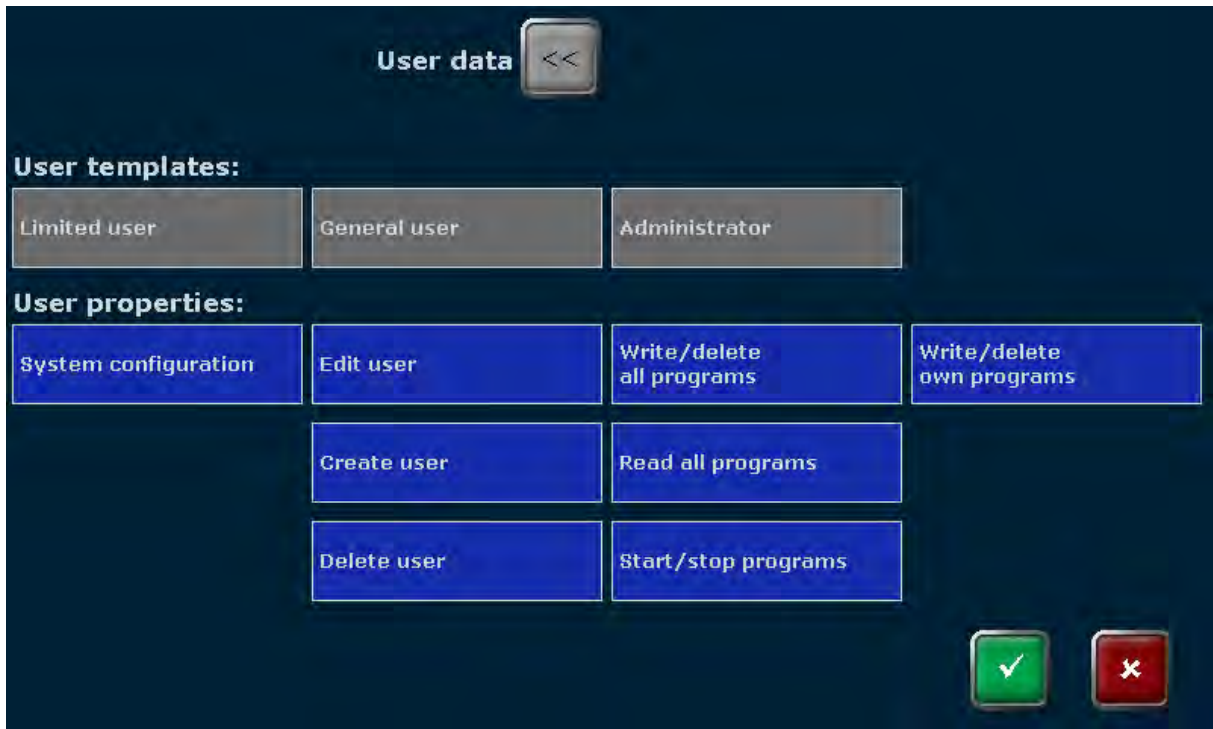 User data <<
User templates:
Limited user General user Administrator
User properties:
System configuration Edit user Write/delete all programs Write/delete own programs
Create user Read all programs
Delete user Start/stop programs